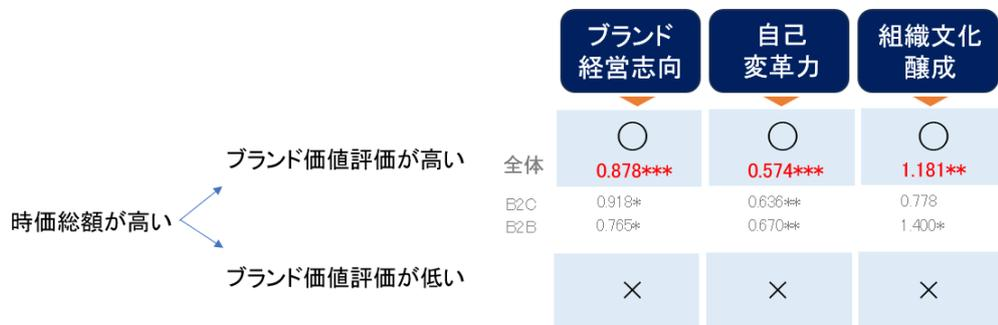 ブランド
経営志向
自己
変革力
組織文化
醸成
ブランド価値評価が高い
全体
○
0.878***
○
0.574***
○
1.181**
時価総額が高い
B2C
0.918*
0.636**
0.778
B2B
0.765*
0.670**
1.400*
ブランド価値評価が低い
×
×
×